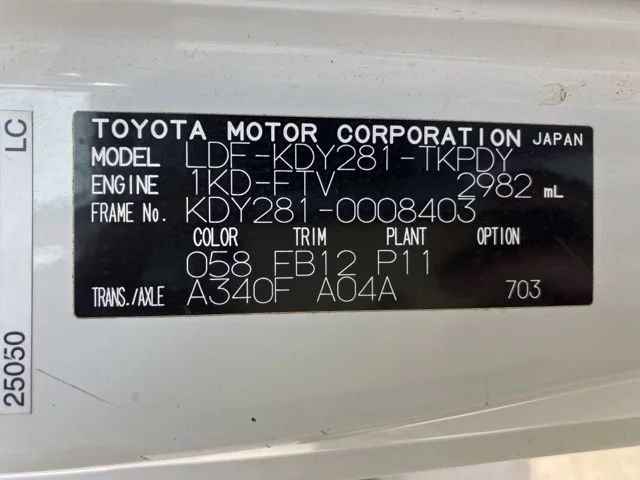 TOYOTA MOTOR CORPORATION JAPAN
MODEL LDF-KDY281-TKPDY
ENGINE 1KD-FTV 2982 mL
FRAME No. KDY281-0008403
COLOR TRIM PLANT OPTION
058 FB12 P11
TRANS./AXLE A340F A04A 703
25050 LC